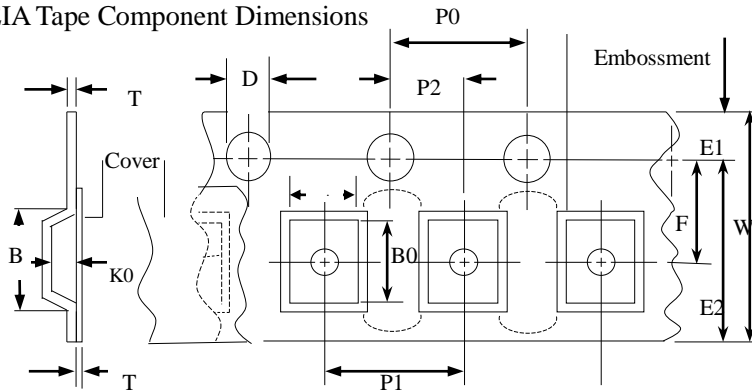 EIA Tape Component Dimensions
P0
Embossment
D
P2
T
E1
Cover
F
W
B
B0
K0
E2
P1
T